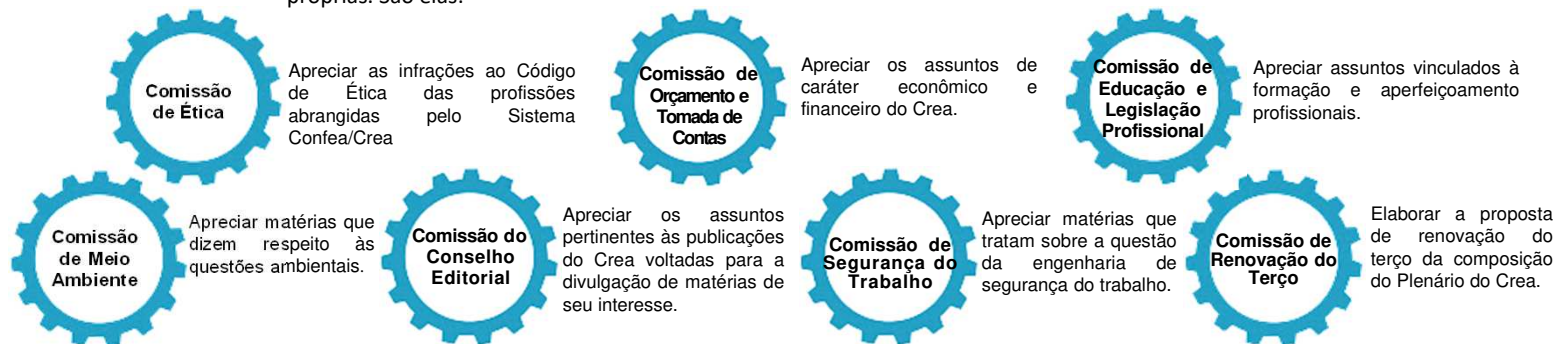 próprias. São elas:
Comissão
de Ética
Apreciar as infrações ao Código
de Ética das profissões
abrangidas pelo Sistema
Confea/Crea
Comissão de
Orçamento e
Tomada de
Contas
Apreciar os assuntos de
caráter econômico e
financeiro do Crea.
Comissão de
Educação e
Legislação
Profissional
Apreciar assuntos vinculados à
formação e aperfeiçoamento
profissionais.
Comissão
de Meio
Ambiente
Apreciar matérias que
dizem respeito às
questões ambientais.
Comissão do
Conselho
Editorial
Apreciar os assuntos
pertinentes às publicações
do Crea voltadas para a
divulgação de matérias de
seu interesse.
Comissão de
Segurança do
Trabalho
Apreciar matérias que
tratam sobre a questão
da engenharia de
segurança do trabalho.
Comissão de
Renovação do
Terço
Elaborar a proposta
de renovação do
terço da composição
do Plenário do Crea.